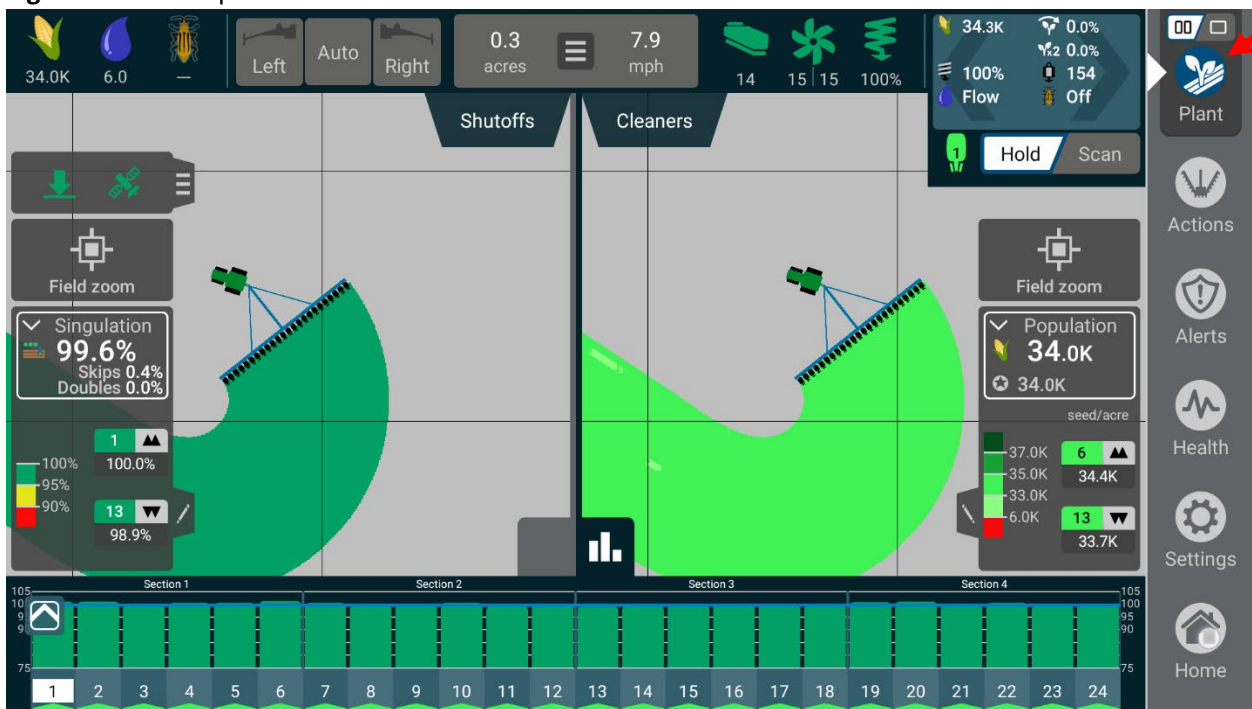 34.0K
6.0
—
Left
Auto
Right
0.3
acres
7.9
mph
14
15 | 15
100%
34.3K
0.0%
x2 0.0%
100%
154
Flow
Off
1
Hold
Scan
Plant
Shutoffs
Cleaners
Field zoom
Singulation
99.6%
Skips 0.4%
Doubles 0.0%
100%
95%
90%
1
100.0%
13
98.9%
Field zoom
Population
34.0K
34.0K
seed/acre
37.0K
35.0K
33.0K
6.0K
6
34.4K
13
33.7K
Actions
Alerts
Health
Settings
Home
Section 1
Section 2
Section 3
Section 4
105
75
105
100
95
90
75
1 2 3 4 5 6 7 8 9 10 11 12 13 14 15 16 17 18 19 20 21 22 23 24